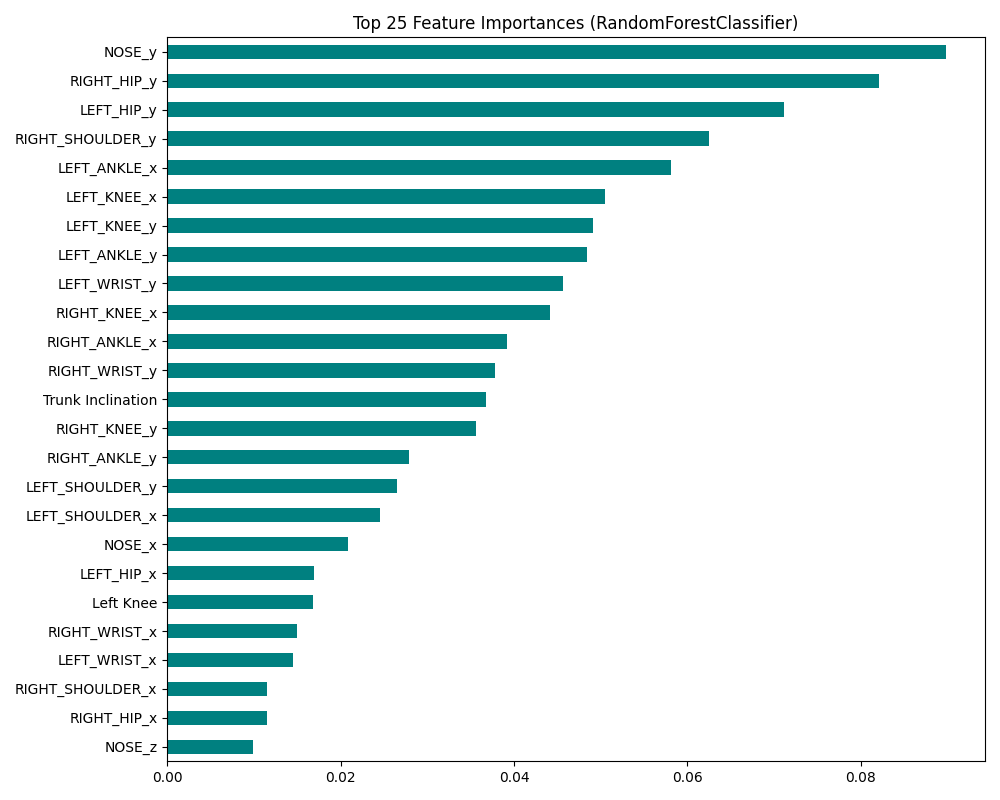 Top 25 Feature Importances (RandomForestClassifier)
NOSE_y
RIGHT_HIP_y
LEFT_HIP_y
RIGHT_SHOULDER_y
LEFT_ANKLE_x
LEFT_KNEE_x
LEFT_KNEE_y
LEFT_ANKLE_y
LEFT_WRIST_y
RIGHT_KNEE_x
RIGHT_ANKLE_x
RIGHT_WRIST_y
Trunk Inclination
RIGHT_KNEE_y
RIGHT_ANKLE_y
LEFT_SHOULDER_y
LEFT_SHOULDER_x
NOSE_x
LEFT_HIP_x
Left Knee
RIGHT_WRIST_x
LEFT_WRIST_x
RIGHT_SHOULDER_x
RIGHT_HIP_x
NOSE_z
0.00 0.02 0.04 0.06 0.08